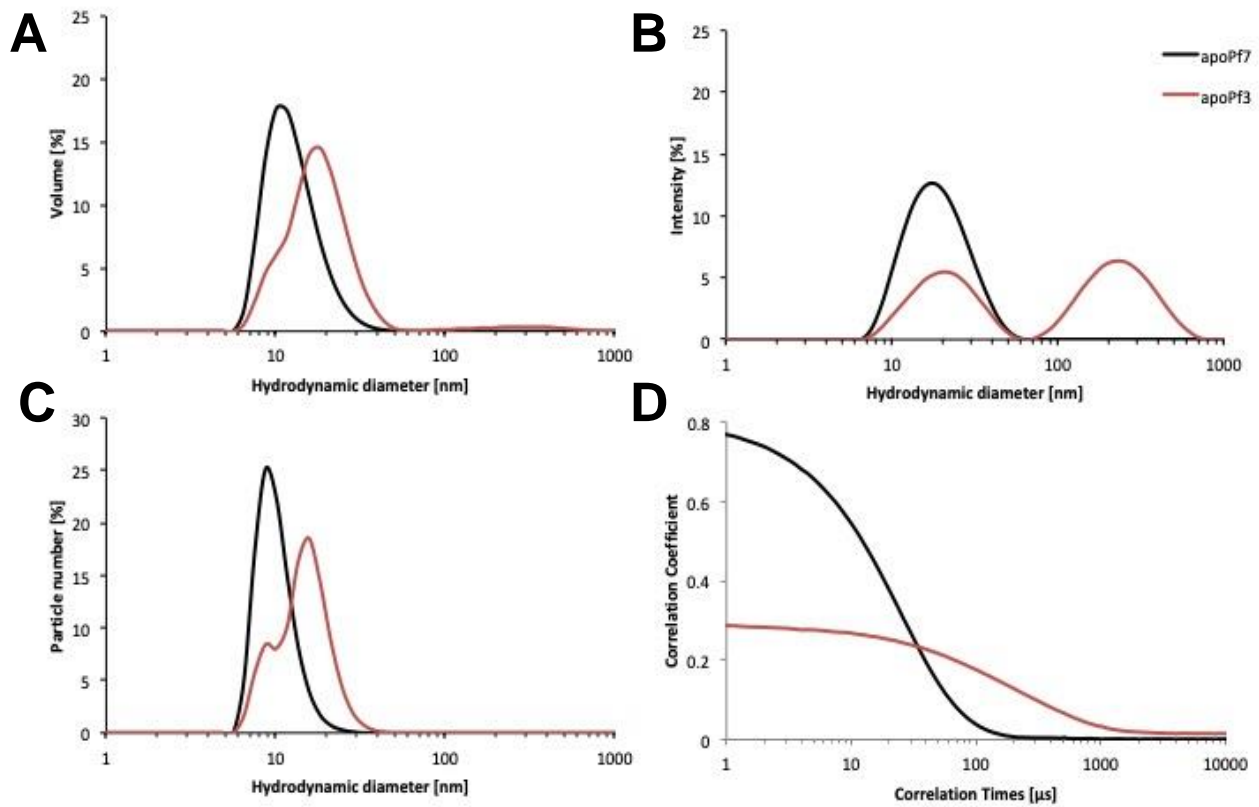 A
25
20
15
10
5
0
Volume [%]
1 10 100 1000
Hydrodynamic diameter [nm]
B
25
20
15
10
5
0
Intensity [%]
1 10 100 1000
Hydrodynamic diameter [nm]
apoPf7
apoPf3
C
30
25
20
15
10
5
0
Particle number [%]
1 10 100 1000
Hydrodynamic diameter [nm]
D
0.8
0.6
0.4
0.2
0
Correlation Coefficient
1 10 100 1000 10000
Correlation Times [µs]